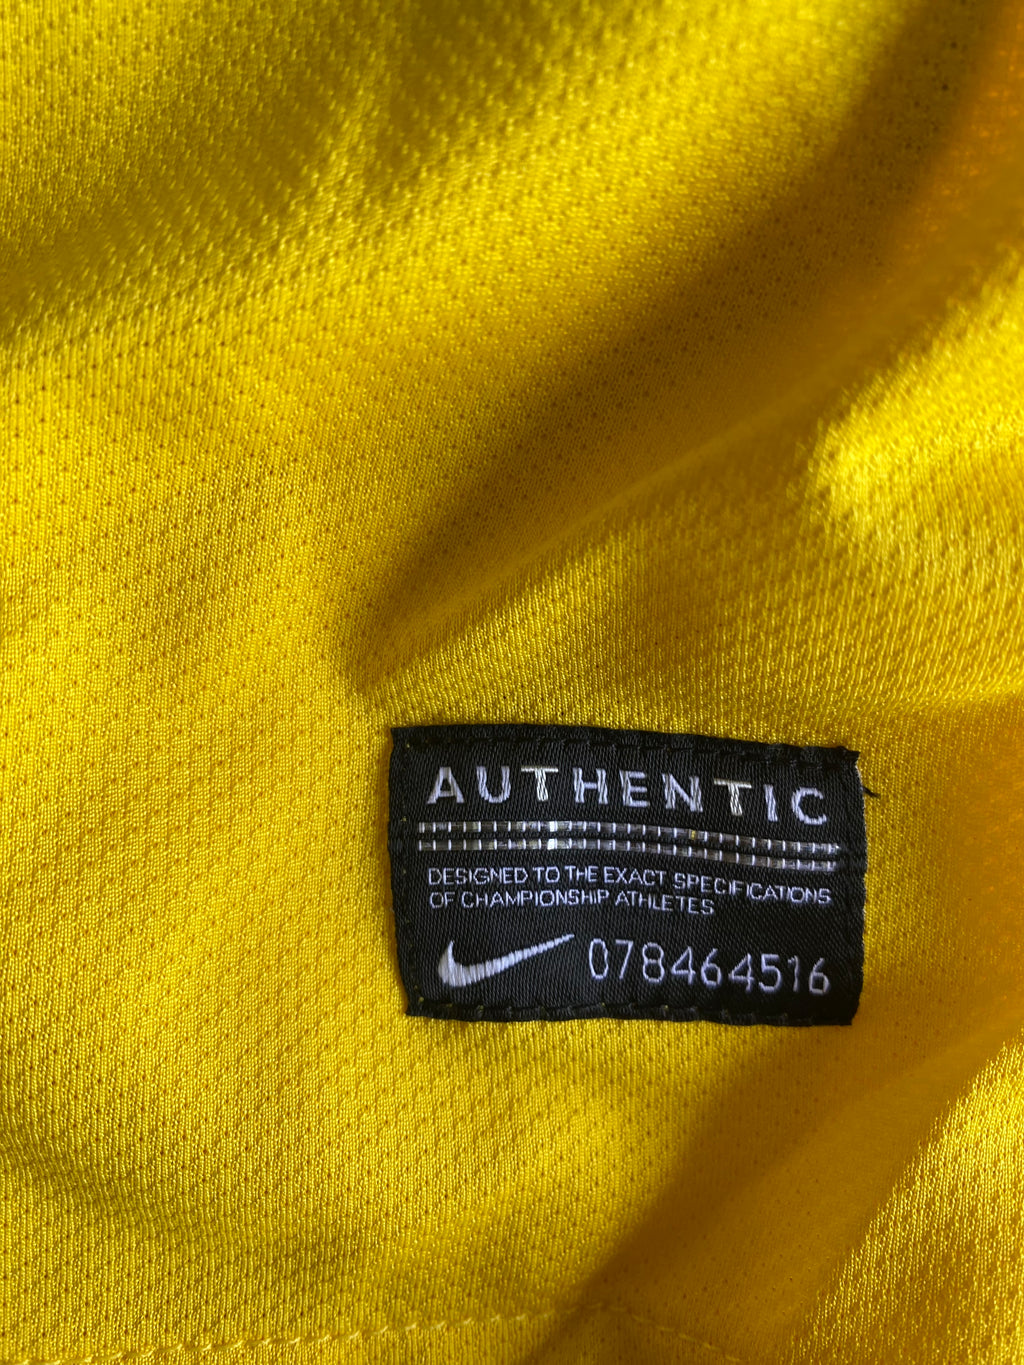 AUTHENTIC
DESIGNED TO THE EXACT SPECIFICATIONS
OF CHAMPIONSHIP ATHLETES
078464516